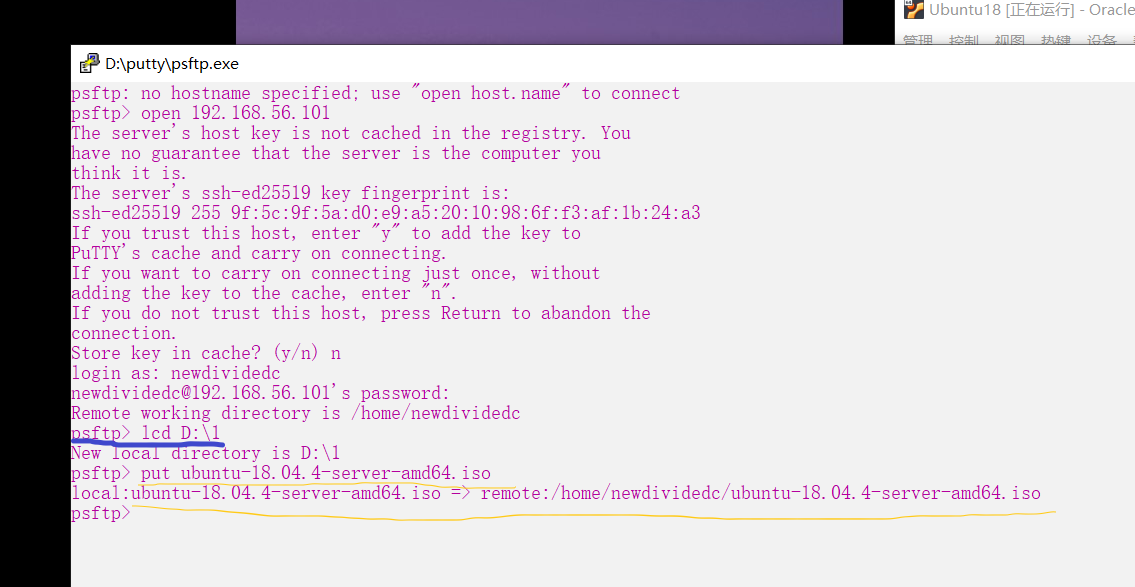 Ubuntu18 [正在运行] - Oracle
管理 控制 视图 热键 设备
D:\putty\psftp.exe
psftp: no hostname specified; use "open host.name" to connect
psftp> open 192.168.56.101
The server's host key is not cached in the registry. You
have no guarantee that the server is the computer you
think it is.
The server's ssh-ed25519 key fingerprint is:
ssh-ed25519 255 9f:5c:9f:5a:d0:e9:a5:20:10:98:6f:f3:af:1b:24:a3
If you trust this host, enter "y" to add the key to
PuTTY's cache and carry on connecting.
If you want to carry on connecting just once, without
adding the key to the cache, enter "n".
If you do not trust this host, press Return to abandon the
connection.
Store key in cache? (y/n) n
login as: newdividedc
newdividedc@192.168.56.101's password:
Remote working directory is /home/newdividedc
psftp> lcd D:\1
New local directory is D:\1
psftp> put ubuntu-18.04.4-server-amd64.iso
local:ubuntu-18.04.4-server-amd64.iso => remote:/home/newdividedc/ubuntu-18.04.4-server-amd64.iso
psftp>